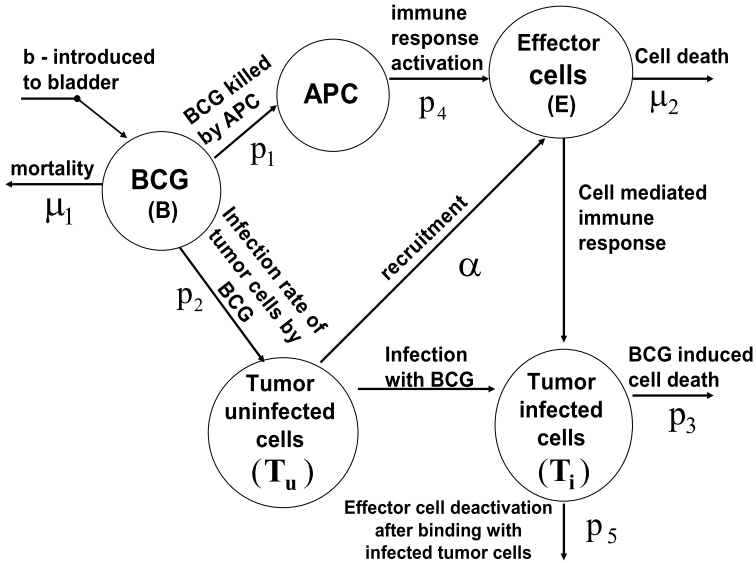 b - introduced
to bladder
mortality
μ1
BCG
(B)
BCG killed
by APC
p1
APC
immune
response
activation
p4
Effector
cells
(E)
Cell death
μ2
Infection rate of
tumor cells by
BCG
p2
recruitment
α
Cell mediated
immune
response
Tumor
uninfected
cells
(Tu)
Infection
with BCG
Tumor
infected
cells
(Ti)
BCG induced
cell death
p3
Effector cell deactivation
after binding with
infected tumor cells
p5